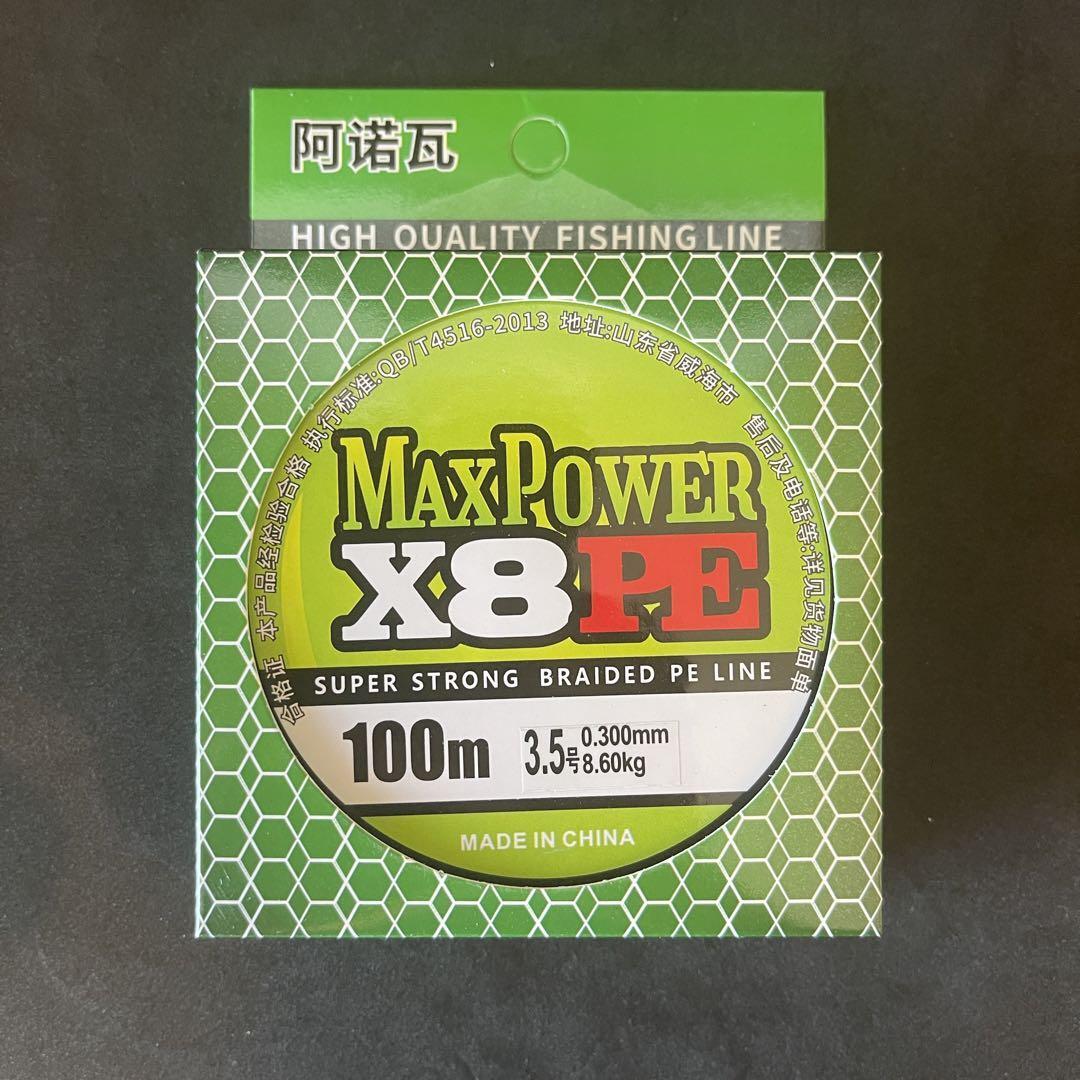 阿诺瓦
HIGH QUALITY FISHING LINE
合格证 本产品经检验合格 执行标准:QB/T4516-2013 地址:山东省威海市 售后及电话等:详见货物面单
MAXPOWER
X8PE
SUPER STRONG BRAIDED PE LINE
100m
3.5号
0.300mm
8.60kg
MADE IN CHINA